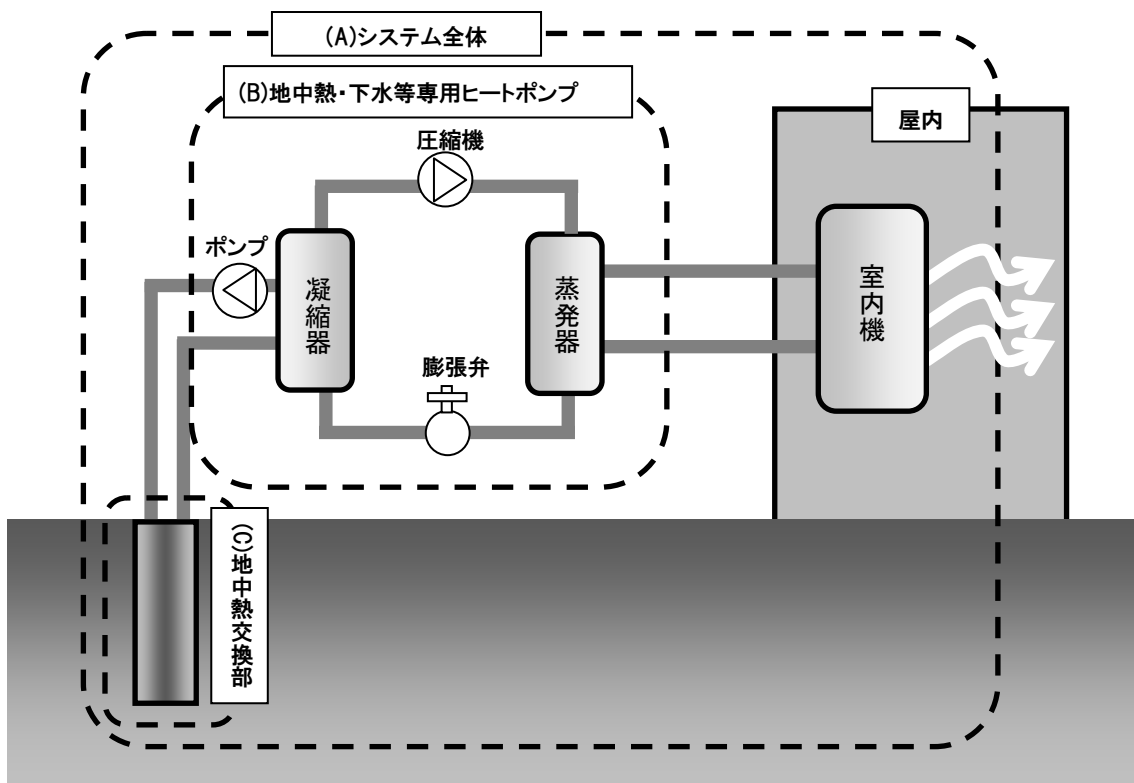 (A)システム全体
(B)地中熱・下水等専用ヒートポンプ
屋内
圧縮機
ポンプ
凝縮器
蒸発器
室内機
膨張弁
(C)地中熱交換部